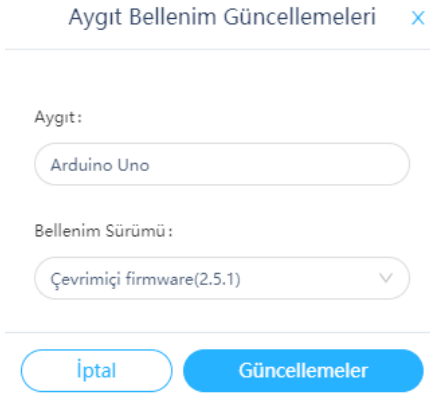 Aygıt Bellenim Güncellemeleri
Aygıt:
Arduino Uno
Bellenim Sürümü:
Çevrimiçi firmware(2.5.1)
İptal
Güncellemeler